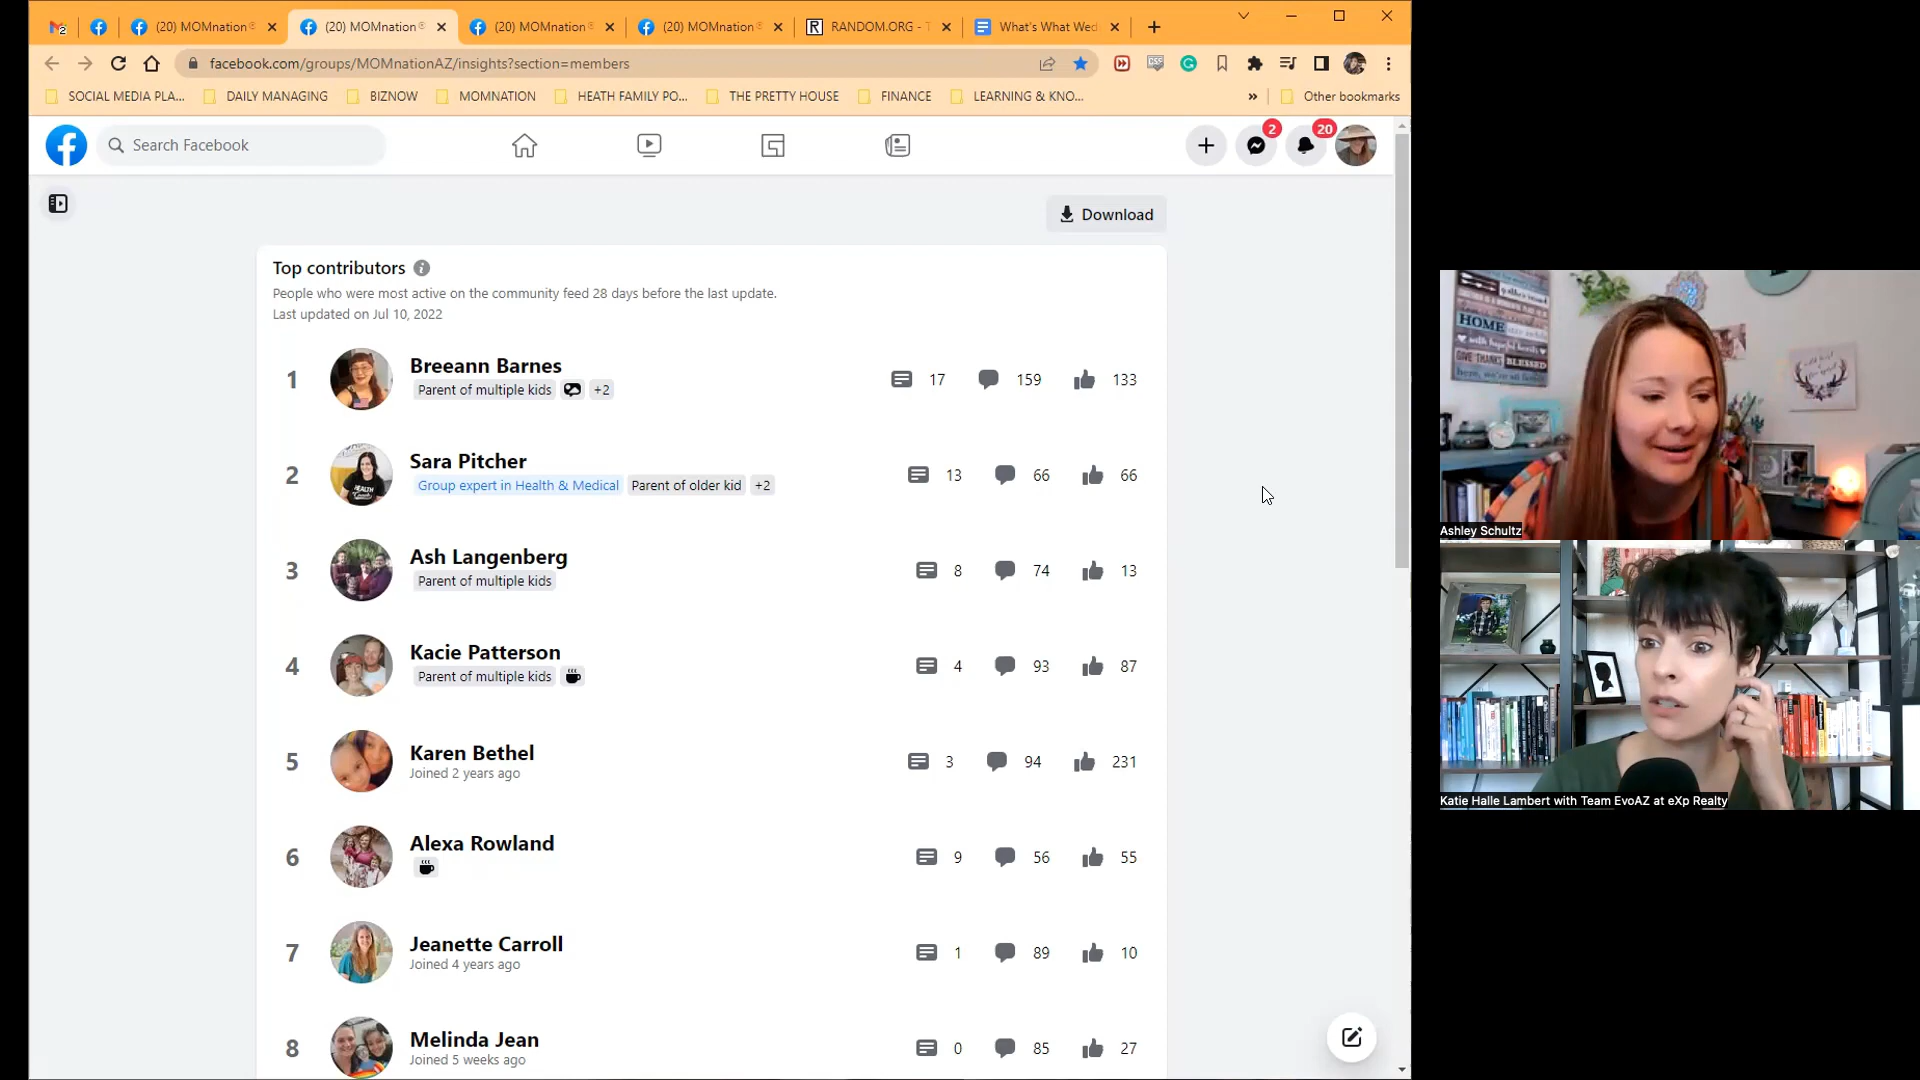 2
(20) MOMnation®
(20) MOMnation®
(20) MOMnation®
(20) MOMnation®
RANDOM.ORG - T
What's What Wed
facebook.com/groups/MOMnationAZ/insights?section=members
SOCIAL MEDIA PLA...
DAILY MANAGING
BIZNOW
MOMNATION
HEATH FAMILY PO...
THE PRETTY HOUSE
FINANCE
LEARNING & KNO...
»
Other bookmarks
Search Facebook
2
20
Download
Top contributors
People who were most active on the community feed 28 days before the last update.
Last updated on Jul 10, 2022
1
Breeann Barnes
Parent of multiple kids
+2
17
159
133
2
Sara Pitcher
Group expert in Health & Medical
Parent of older kid
+2
13
66
66
3
Ash Langenberg
Parent of multiple kids
8
74
13
4
Kacie Patterson
Parent of multiple kids
4
93
87
5
Karen Bethel
Joined 2 years ago
3
94
231
6
Alexa Rowland
9
56
55
7
Jeanette Carroll
Joined 4 years ago
1
89
10
8
Melinda Jean
Joined 5 weeks ago
0
85
27
HOME
GIVE THANKS
BLESSED
Ashley Schultz
Katie Halle Lambert with Team EvoAZ at eXp Realty